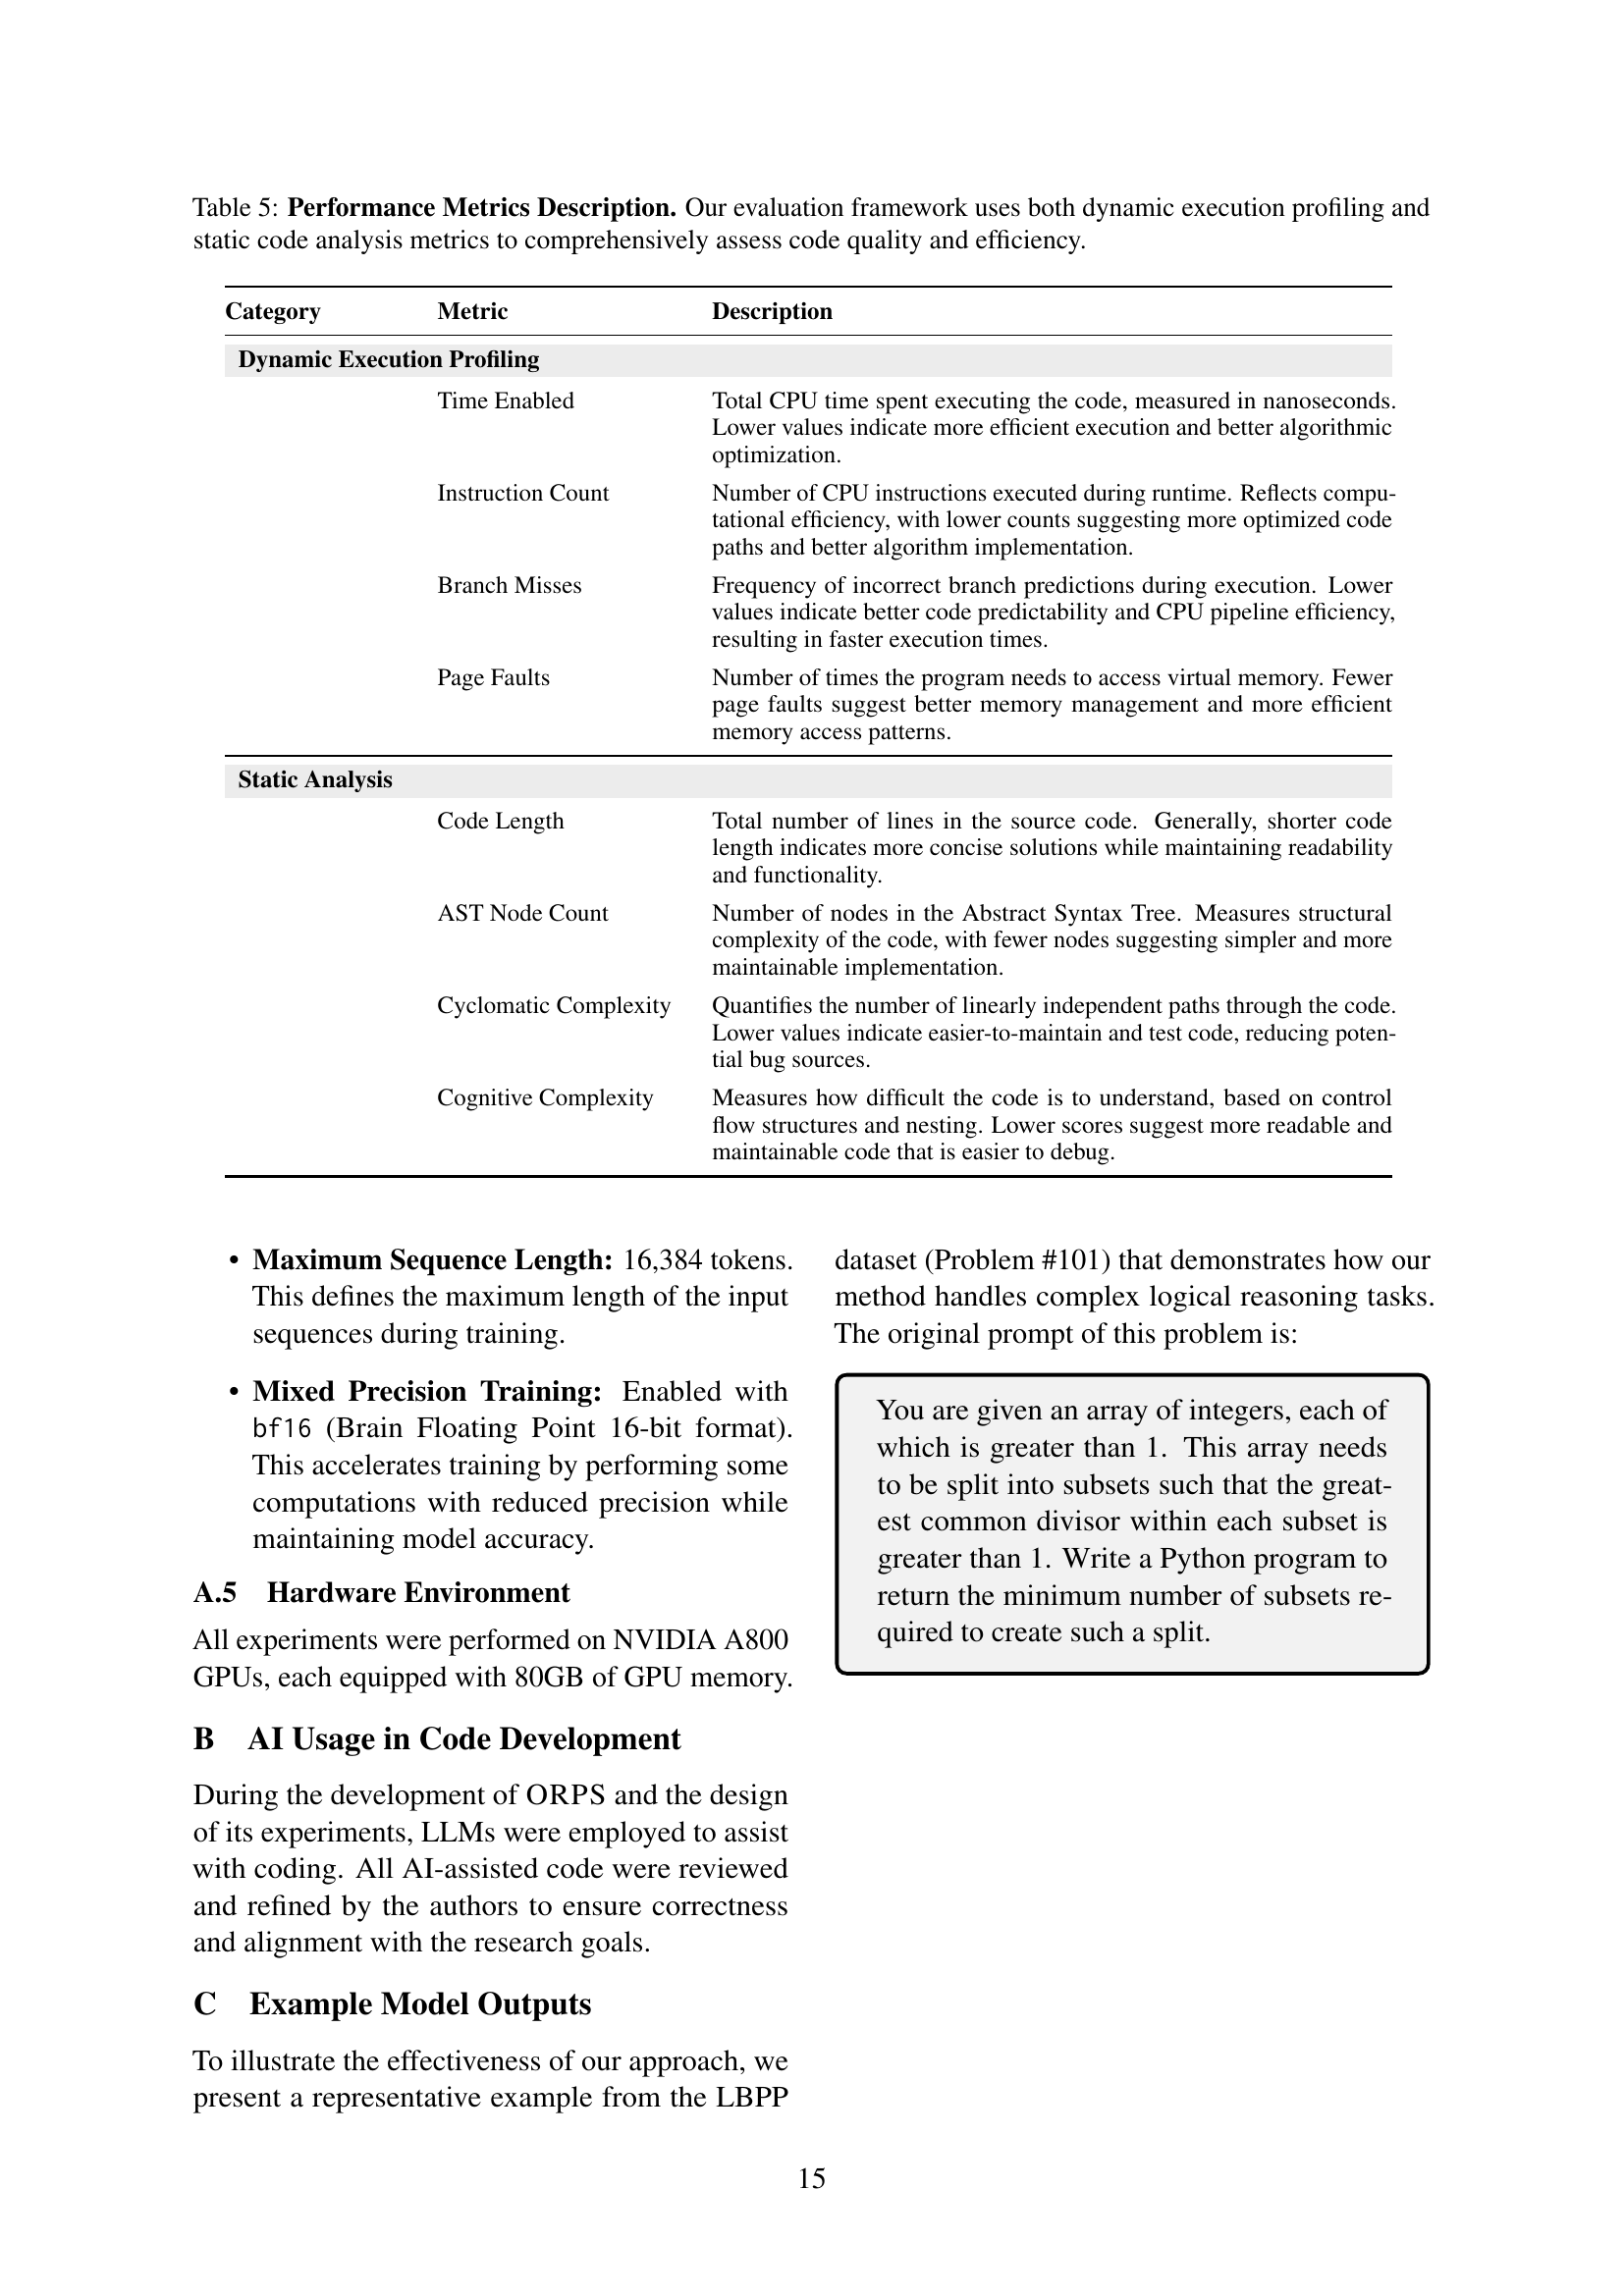 Table 5: Performance Metrics Description. Our evaluation framework uses both dynamic execution profiling and
static code analysis metrics to comprehensively assess code quality and efficiency.
Category Metric Description
Dynamic Execution Profiling
Time Enabled Total CPU time spent executing the code, measured in nanoseconds.
Lower values indicate more efficient execution and better algorithmic
optimization.
Instruction Count Number of CPU instructions executed during runtime. Reflects compu-
tational efficiency, with lower counts suggesting more optimized code
paths and better algorithm implementation.
Branch Misses Frequency of incorrect branch predictions during execution. Lower
values indicate better code predictability and CPU pipeline efficiency,
resulting in faster execution times.
Page Faults Number of times the program needs to access virtual memory. Fewer
page faults suggest better memory management and more efficient
memory access patterns.
Static Analysis
Code Length Total number of lines in the source code. Generally, shorter code
length indicates more concise solutions while maintaining readability
and functionality.
AST Node Count Number of nodes in the Abstract Syntax Tree. Measures structural
complexity of the code, with fewer nodes suggesting simpler and more
maintainable implementation.
Cyclomatic Complexity Quantifies the number of linearly independent paths through the code.
Lower values indicate easier-to-maintain and test code, reducing poten-
tial bug sources.
Cognitive Complexity Measures how difficult the code is to understand, based on control
flow structures and nesting. Lower scores suggest more readable and
maintainable code that is easier to debug.
• Maximum Sequence Length: 16,384 tokens.
This defines the maximum length of the input
sequences during training.
• Mixed Precision Training: Enabled with
bf16 (Brain Floating Point 16-bit format).
This accelerates training by performing some
computations with reduced precision while
maintaining model accuracy.
A.5 Hardware Environment
All experiments were performed on NVIDIA A800
GPUs, each equipped with 80GB of GPU memory.
B AI Usage in Code Development
During the development of ORPS and the design
of its experiments, LLMs were employed to assist
with coding. All AI-assisted code were reviewed
and refined by the authors to ensure correctness
and alignment with the research goals.
C Example Model Outputs
To illustrate the effectiveness of our approach, we
present a representative example from the LBPP
dataset (Problem #101) that demonstrates how our
method handles complex logical reasoning tasks.
The original prompt of this problem is:
You are given an array of integers, each of
which is greater than 1. This array needs
to be split into subsets such that the great-
est common divisor within each subset is
greater than 1. Write a Python program to
return the minimum number of subsets re-
quired to create such a split.
15